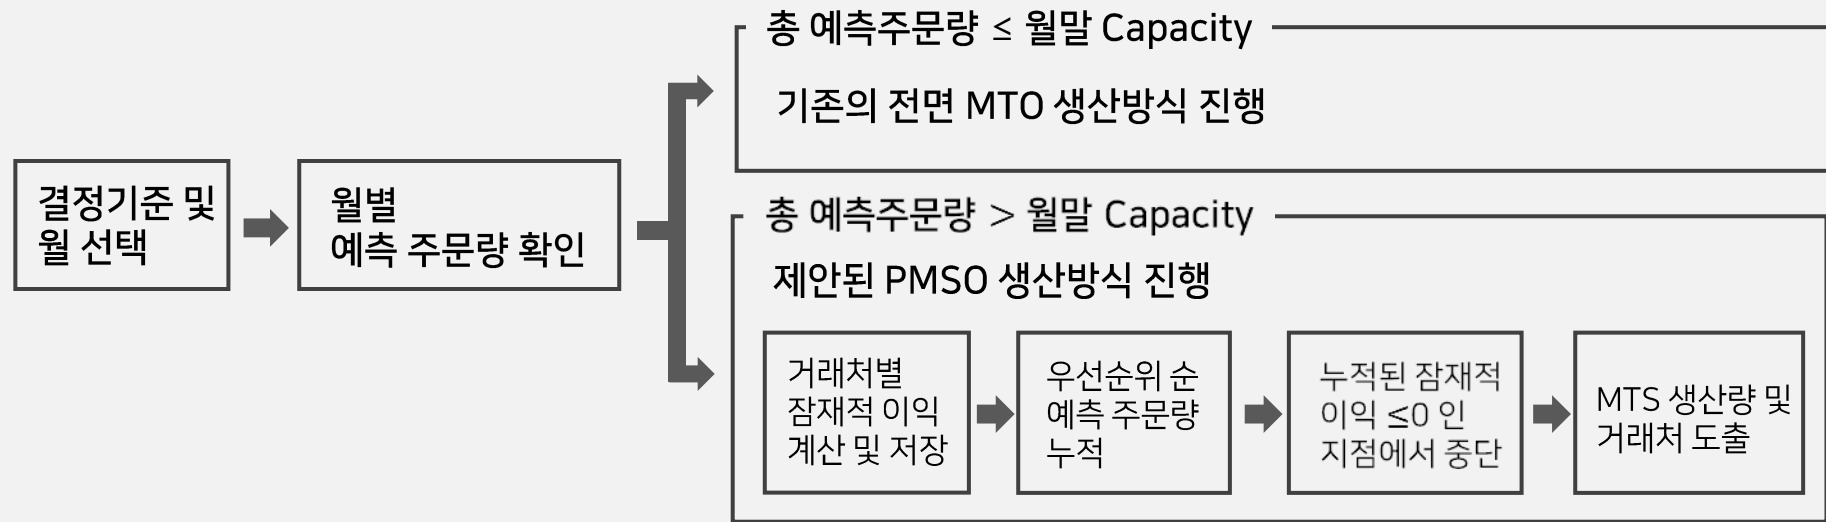 결정기준 및
월 선택
월별
예측 주문량 확인
총 예측주문량 ≤ 월말 Capacity
기존의 전면 MTO 생산방식 진행
총 예측주문량 > 월말 Capacity
제안된 PMSO 생산방식 진행
거래처별
잠재적 이익
계산 및 저장
우선순위 순
예측 주문량
누적
누적된 잠재적
이익 ≤0 인
지점에서 중단
MTS 생산량 및
거래처 도출